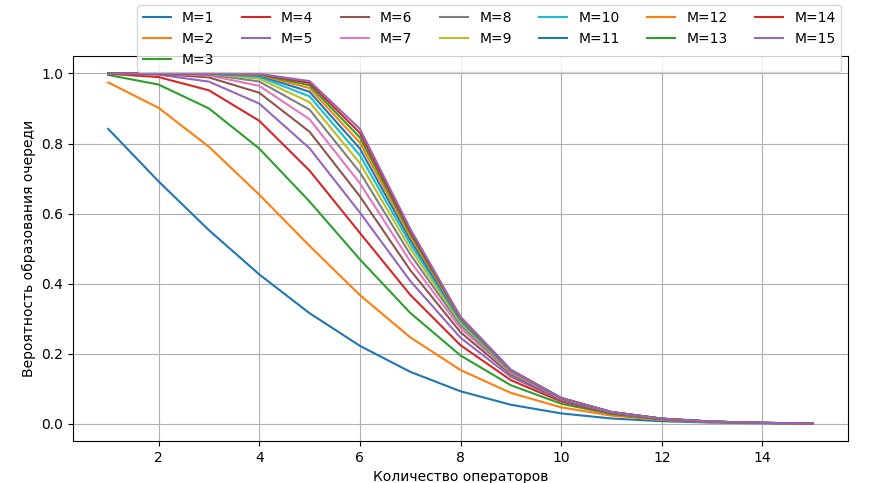 M=1 M=4 M=6 M=8 M=10 M=12 M=14
M=2 M=5 M=7 M=9 M=11 M=13 M=15
M=3
Вероятность образования очереди
1.0
0.8
0.6
0.4
0.2
0.0
2 4 6 8 10 12 14
Количество операторов